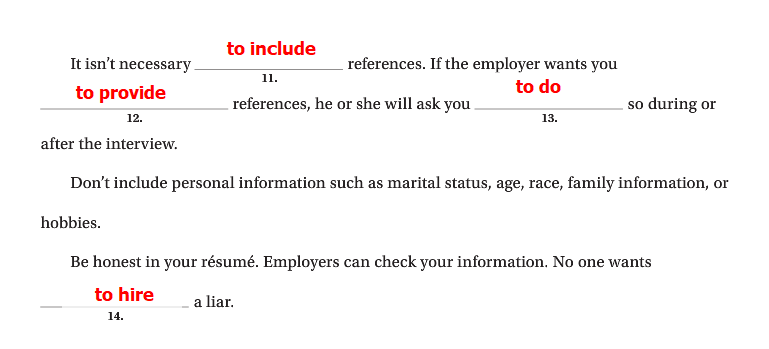 It isn’t necessary to include references. If the employer wants you
11.
to provide references, he or she will ask you to do so during or
12. 13.
after the interview.
Don’t include personal information such as marital status, age, race, family information, or
hobbies.
Be honest in your résumé. Employers can check your information. No one wants
to hire a liar.
14.